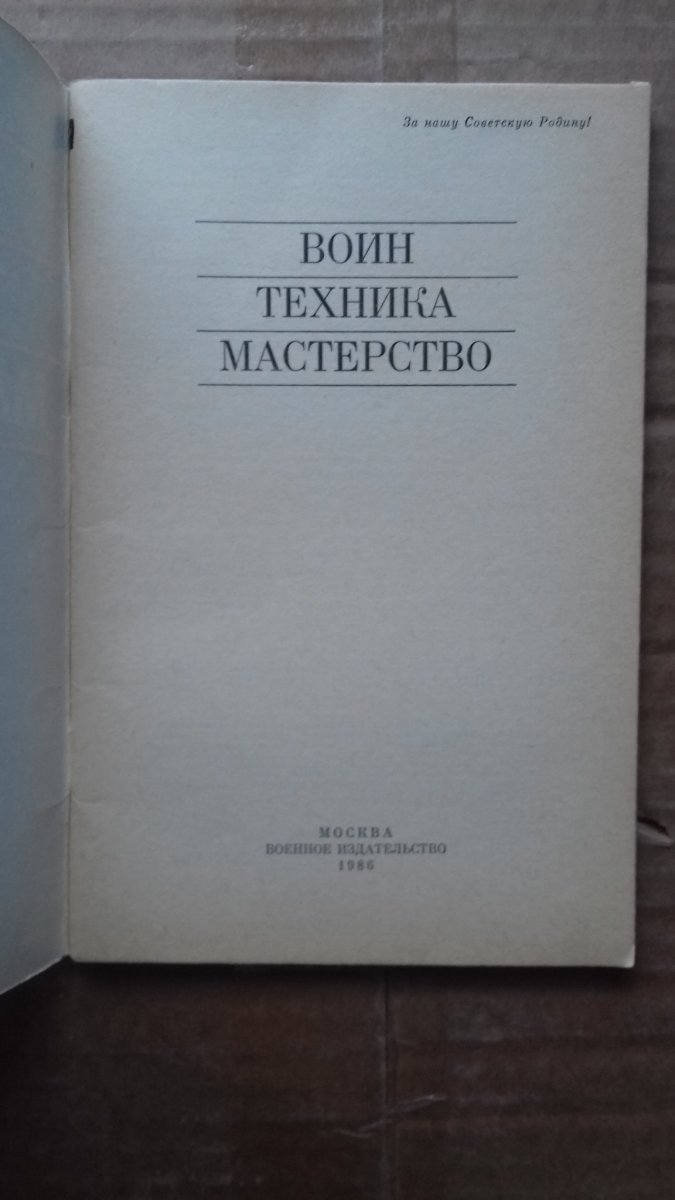 За нашу Советскую Родину!
ВОИН
ТЕХНИКА
МАСТЕРСТВО
МОСКВА
ВОЕННОЕ ИЗДАТЕЛЬСТВО
1986